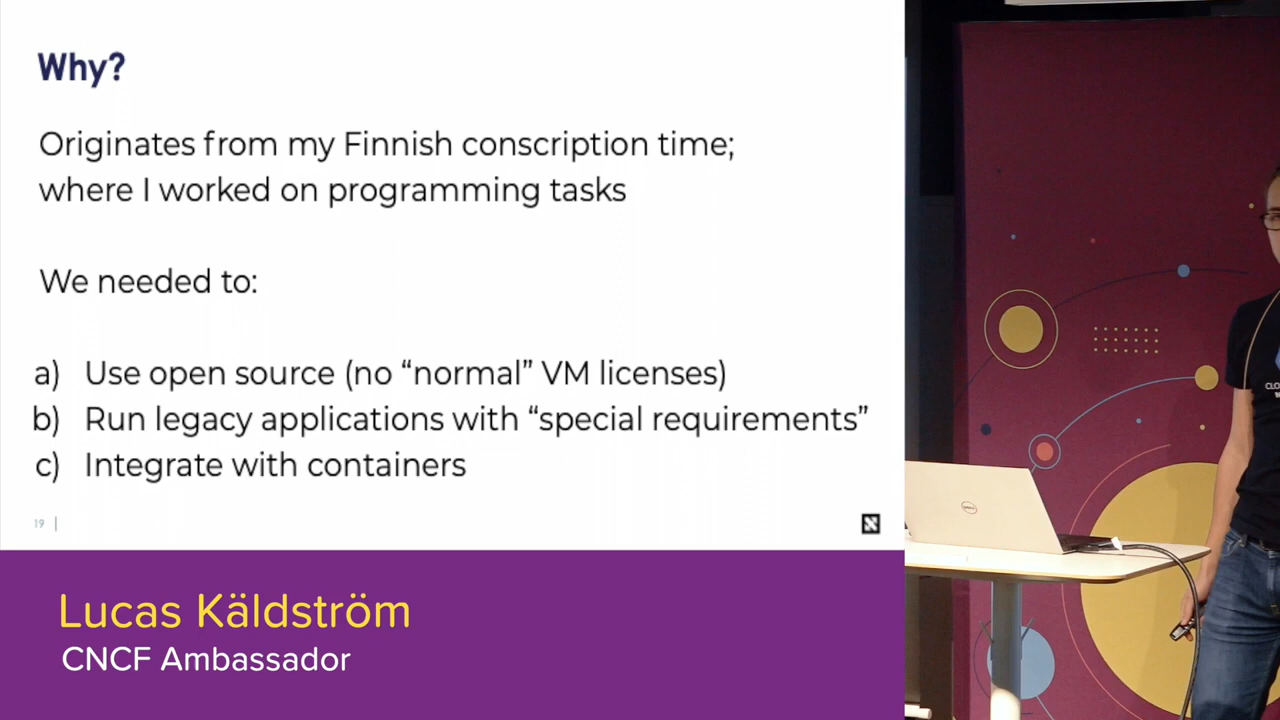 Why?
Originates from my Finnish conscription time;
where I worked on programming tasks
We needed to:
a) Use open source (no “normal” VM licenses)
b) Run legacy applications with “special requirements”
c) Integrate with containers
19 |
Lucas Käldström
CNCF Ambassador
DELL